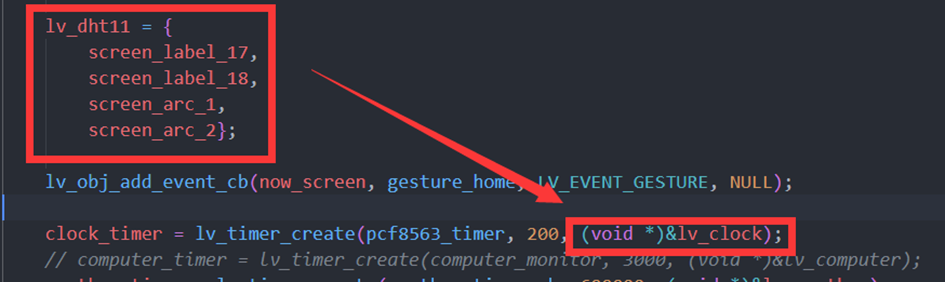 lv_dht11 = {
screen_label_17,
screen_label_18,
screen_arc_1,
screen_arc_2};
lv_obj_add_event_cb(now_screen, gesture_home, LV_EVENT_GESTURE, NULL);
clock_timer = lv_timer_create(pcf8563_timer, 200, (void *)&lv_clock);
// computer_timer = lv_timer_create(computer_monitor, 3000, (void *)&lv_computer);